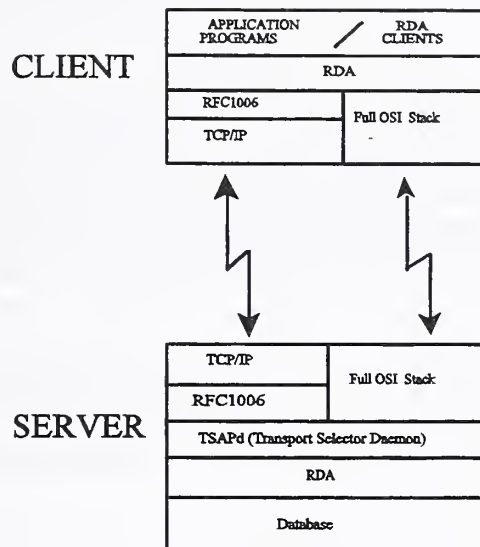 APPLICATION PROGRAMS / RDA CLIENTS
CLIENT
RDA
RFC1006
Full OSI Stack
TCP/IP
TCP/IP
Full OSI Stack
RFC1006
SERVER
TSAPd (Transport Selector Daemon)
RDA
Database